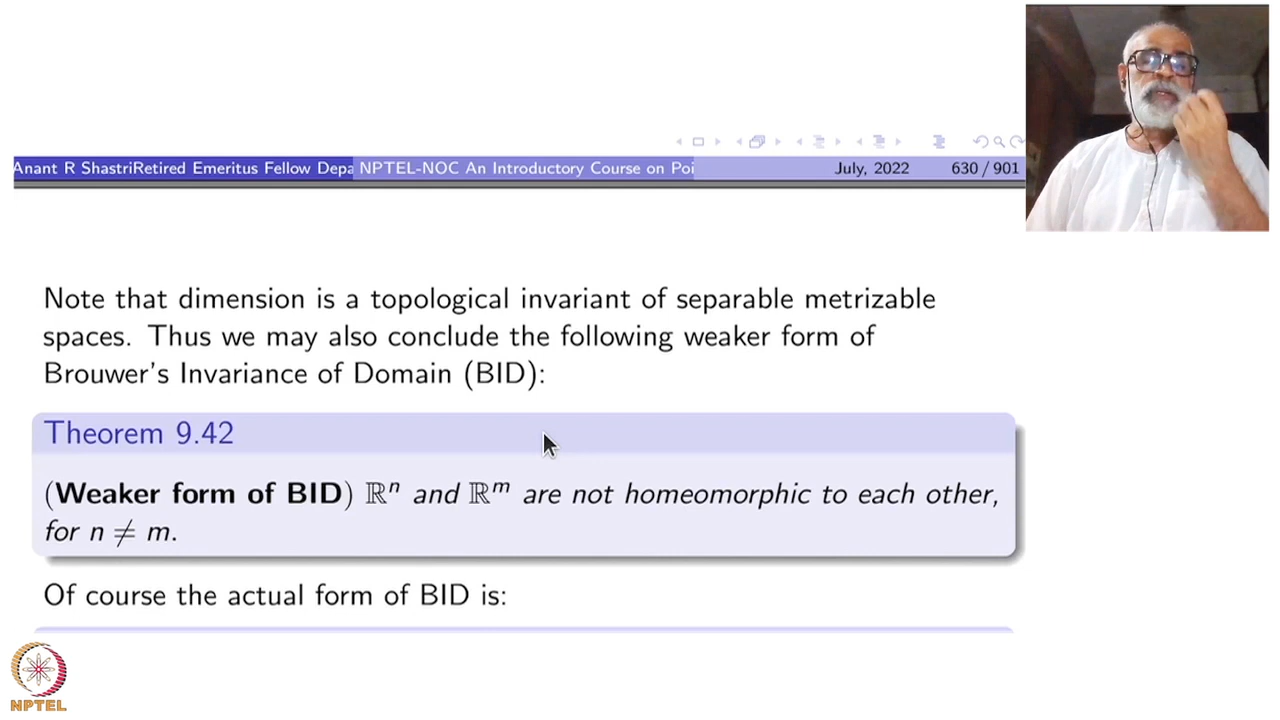 Anant R ShastriRetired Emeritus Fellow Depa NPTEL-NOC An Introductory Course on Poi July, 2022 630 / 901
Note that dimension is a topological invariant of separable metrizable
spaces. Thus we may also conclude the following weaker form of
Brouwer's Invariance of Domain (BID):
Theorem 9.42
(Weaker form of BID) ℝⁿ and ℝᵐ are not homeomorphic to each other,
for n ≠ m.
Of course the actual form of BID is:
NPTEL